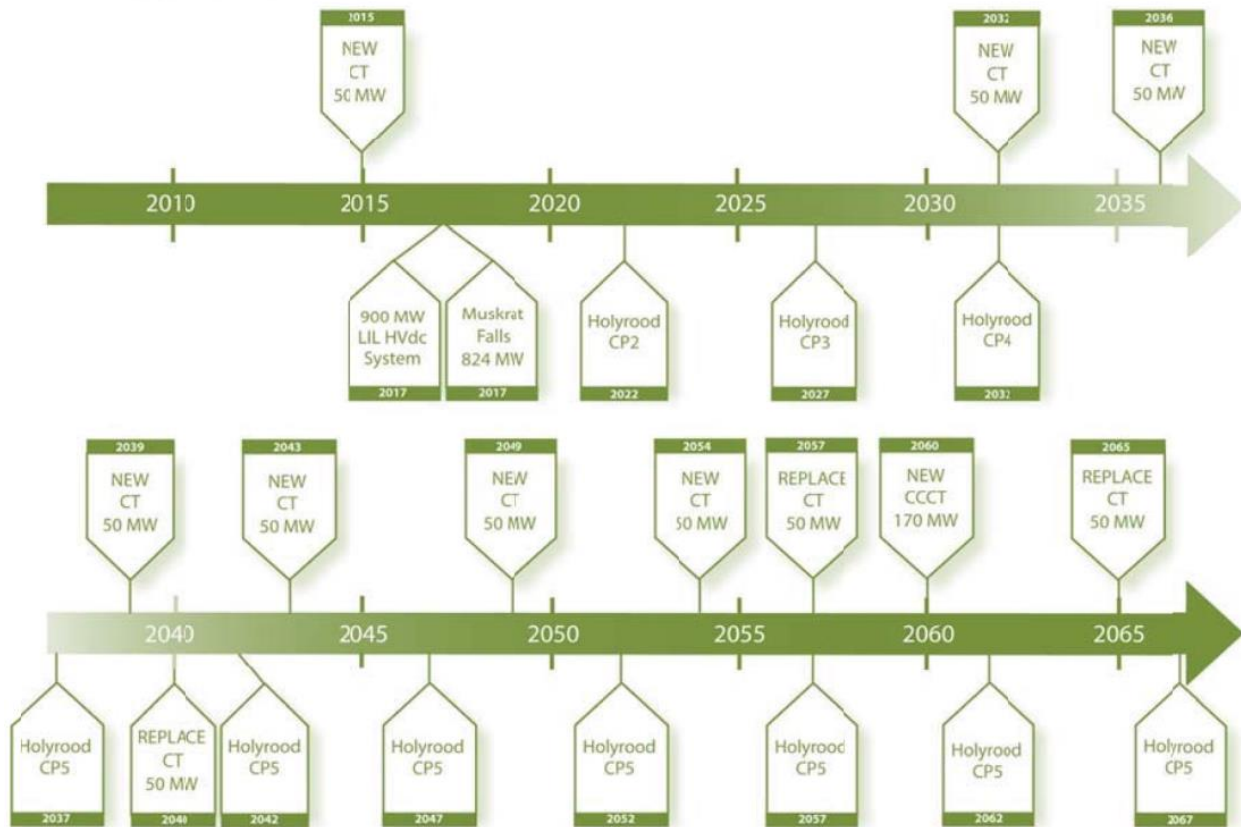 2015
NEW
CT
50 MW
2032
NEW
CT
50 MW
2036
NEW
CT
50 MW
2010
2015
2020
2025
2030
2035
900 MW
LIL HVdc
System
2017
Muskrat
Falls
824 MW
2017
Holyrood
CP2
2022
Holyrood
CP3
2027
Holyrood
CP4
2032
2039
NEW
CT
50 MW
2043
NEW
CT
50 MW
2049
NEW
CT
50 MW
2054
NEW
CT
50 MW
2057
REPLACE
CT
50 MW
2060
NEW
CCCT
170 MW
2065
REPLACE
CT
50 MW
2040
2045
2050
2055
2060
2065
Holyrood
CP5
2037
REPLACE
CT
50 MW
2040
Holyrood
CP5
2042
Holyrood
CP5
2047
Holyrood
CP5
2052
Holyrood
CP5
2057
Holyrood
CP5
2062
Holyrood
CP5
2067